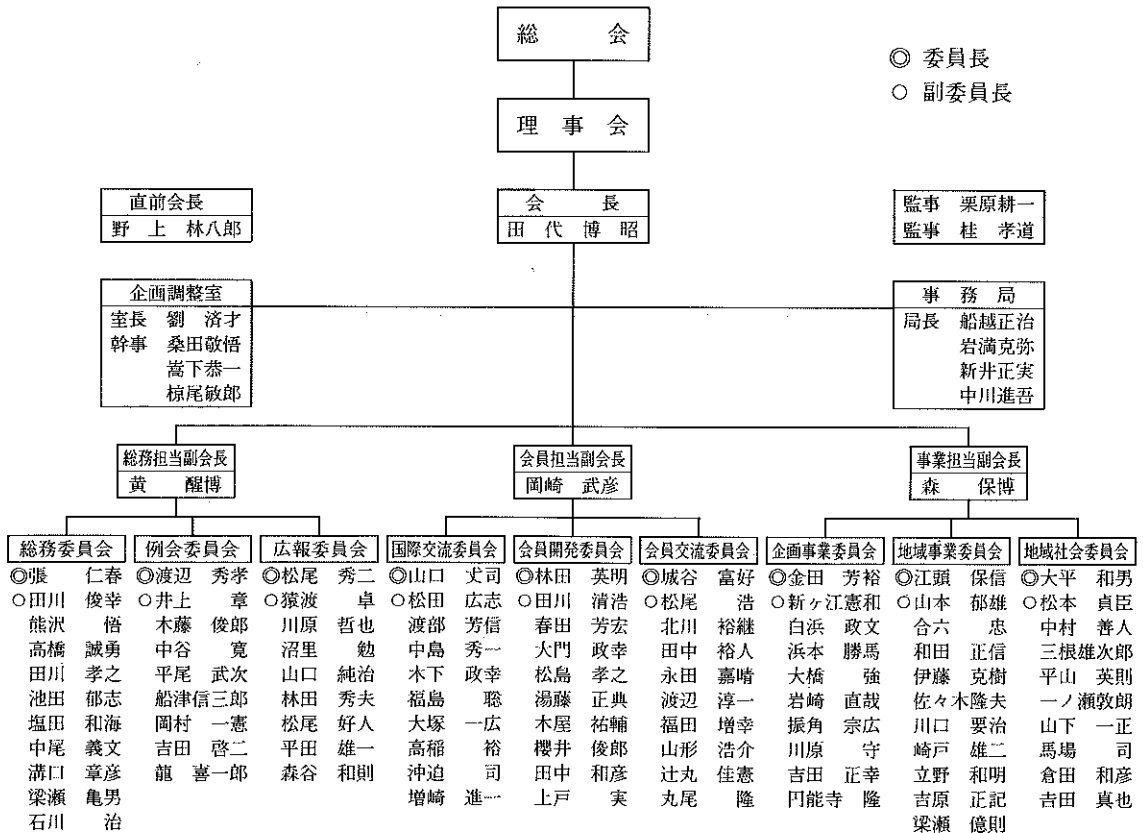 総 会
◎ 委員長
○ 副委員長
理 事 会
直前会長
野 上 林八郎
会 長
田 代 博 昭
監事 栗原耕一
監事 桂 孝道
企画調整室
室長 劉 済才
幹事 桑田敬悟
嵩下恭一
椋尾敏郎
事 務 局
局長 船越正治
岩満克弥
新井正実
中川進吾
総務担当副会長
黄 醒博
会員担当副会長
岡崎 武彦
事業担当副会長
森 保博
総務委員会
◎張 仁春
○田川 俊幸
熊沢 悟
高橋 誠勇
田川 孝之
池田 郁志
塩田 和海
中尾 義文
溝口 章彦
梁瀬 亀男
石川 治
例会委員会
◎渡辺 秀孝
○井上 章
木藤 俊郎
中谷 寛
平尾 武次
船津信三郎
岡村 一憲
吉田 啓二
龍 喜一郎
広報委員会
◎松尾 秀二
○猿渡 卓
川原 哲也
沼里 勉
山口 純治
林田 秀夫
松尾 好人
平田 雄一
森谷 和則
国際交流委員会
◎山口 丈司
○松田 広志
渡部 芳信
中島 秀一
木下 政幸
福島 聡
大塚 一広
高稲 裕
沖迫 司
増崎 進一
会員開発委員会
◎林田 英明
○田川 清浩
春田 芳宏
大門 政幸
松島 孝之
湯藤 正典
木屋 祐輔
櫻井 俊郎
田中 和彦
上戸 実
会員交流委員会
◎城谷 富好
○松尾 浩
北川 裕継
田中 裕人
永田 嘉晴
渡辺 淳一
福田 増幸
山形 浩介
辻丸 佳憲
丸尾 隆
企画事業委員会
◎金田 芳裕
○新ヶ江憲和
白浜 政文
浜本 勝馬
大橋 強
岩崎 直哉
振角 宗広
川原 守
吉田 正幸
円能寺 隆
地域事業委員会
◎江頭 保信
○山本 郁雄
合六 忠
和田 正信
伊藤 克樹
佐々木隆夫
川口 要治
崎戸 雄二
立野 和明
吉原 正記
梁瀬 億則
地域社会委員会
◎大平 和男
○松本 貞臣
中村 善人
三根雄次郎
平山 英則
一ノ瀬敦朗
山下 一正
馬場 司
倉田 和彦
吉田 真也